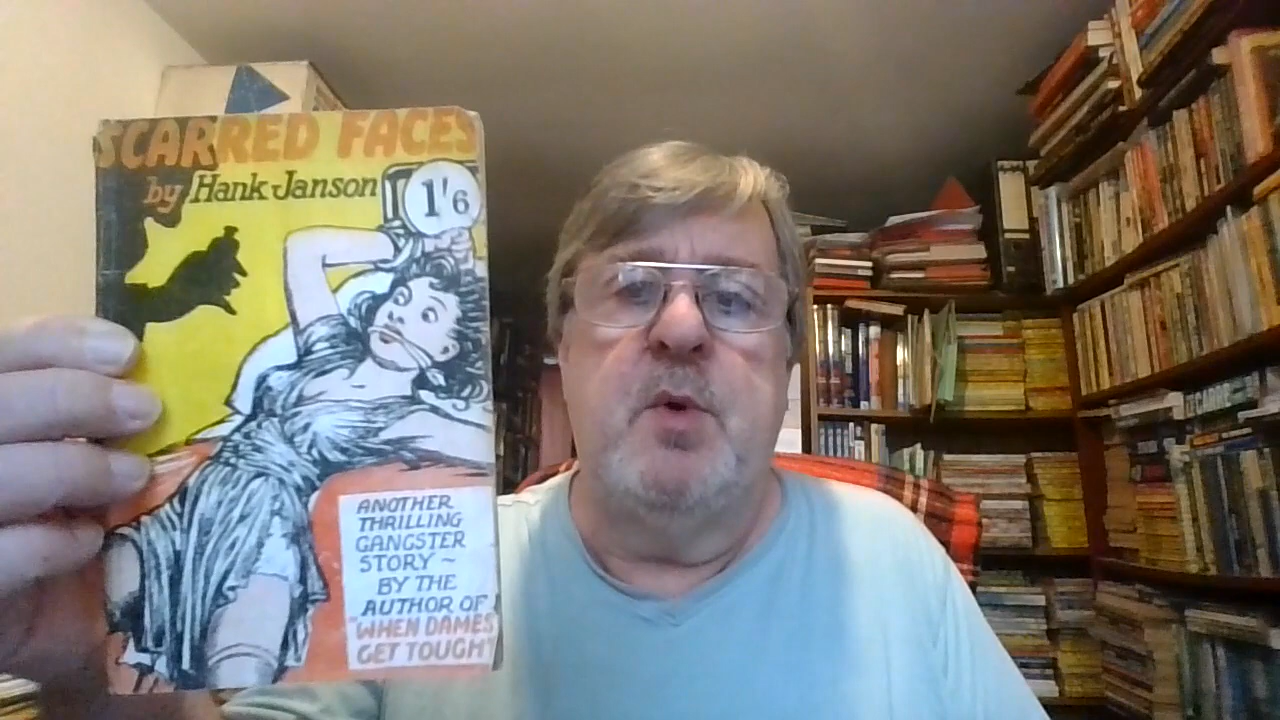 SCARRED FACES
by Hank Janson
1'6
ANOTHER
THRILLING
GANGSTER
STORY ~
BY THE
AUTHOR OF
"WHEN DAMES
GET TOUGH"